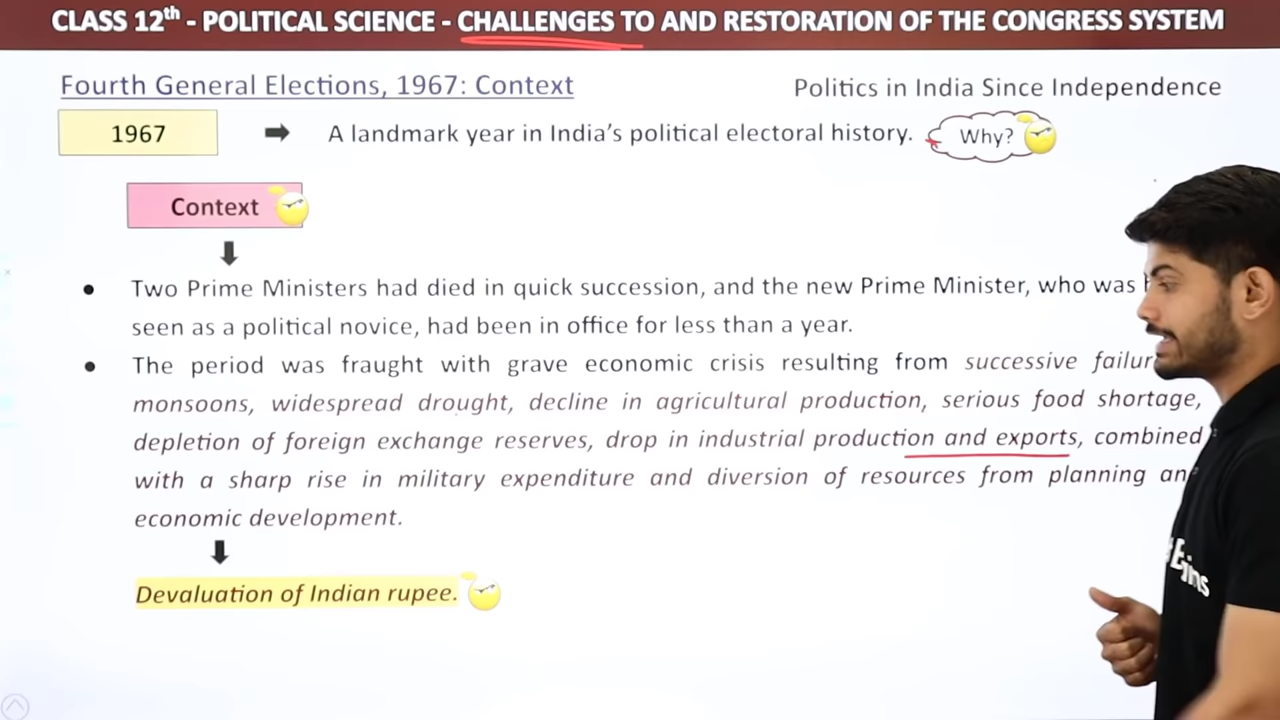 CLASS 12th - POLITICAL SCIENCE - CHALLENGES TO AND RESTORATION OF THE CONGRESS SYSTEM
Fourth General Elections, 1967: Context
Politics in India Since Independence
1967
A landmark year in India's political electoral history.
Why?
Context
Two Prime Ministers had died in quick succession, and the new Prime Minister, who was
seen as a political novice, had been in office for less than a year.
The period was fraught with grave economic crisis resulting from successive
monsoons, widespread drought, decline in agricultural production, serious food shortage,
depletion of foreign exchange reserves, drop in industrial production and exports, combined
with a sharp rise in military expenditure and diversion of resources from planning
economic development.
Devaluation of Indian rupee.